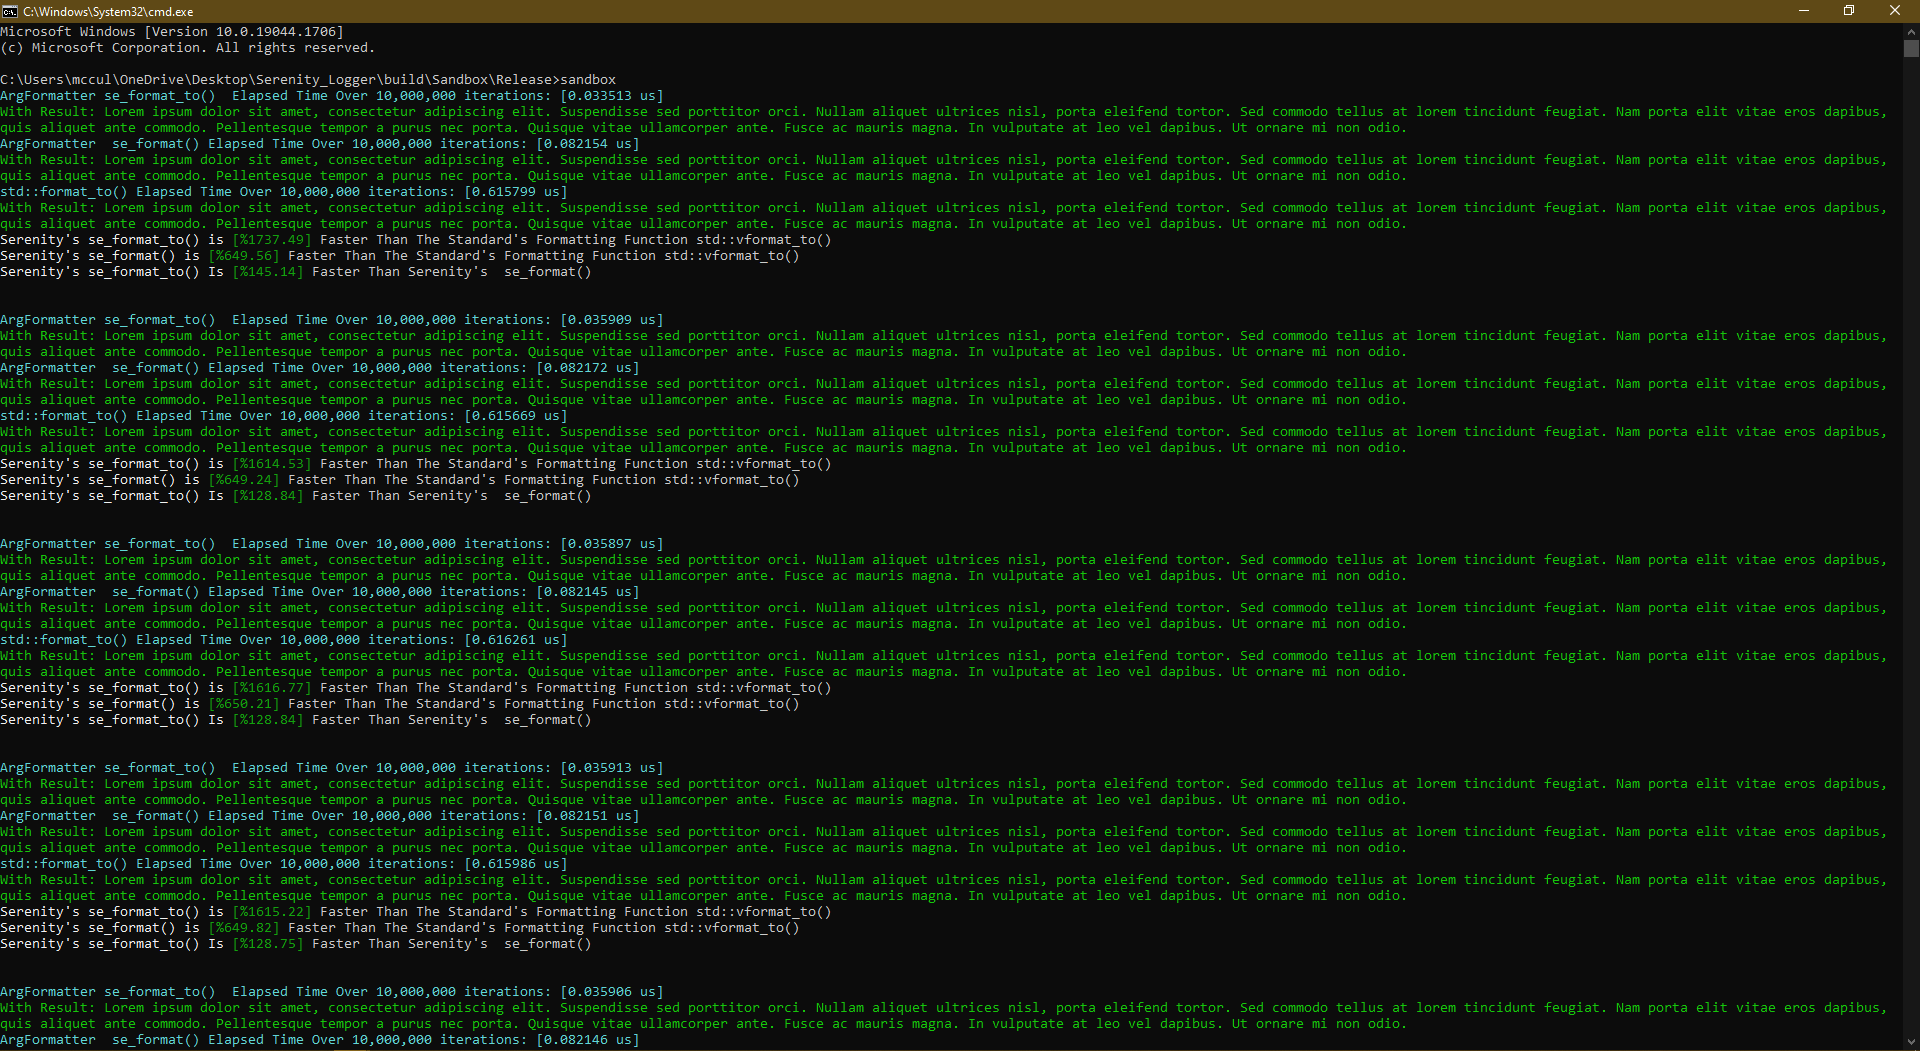 C:\Windows\System32\cmd.exe
Microsoft Windows [Version 10.0.19044.1706]
(c) Microsoft Corporation. All rights reserved.
C:\Users\mccul\OneDrive\Desktop\Serenity_Logger\build\Sandbox\Release>sandbox
ArgFormatter se_format_to()  Elapsed Time Over 10,000,000 iterations: [0.033513 us]
With Result: Lorem ipsum dolor sit amet, consectetur adipiscing elit. Suspendisse sed porttitor orci. Nullam aliquet ultrices nisl, porta eleifend tortor. Sed commodo tellus at lorem tincidunt feugiat. Nam porta elit vitae eros dapibus,
quis aliquet ante commodo. Pellentesque tempor a purus nec porta. Quisque vitae ullamcorper ante. Fusce ac mauris magna. In vulputate at leo vel dapibus. Ut ornare mi non odio.
ArgFormatter  se_format() Elapsed Time Over 10,000,000 iterations: [0.082154 us]
With Result: Lorem ipsum dolor sit amet, consectetur adipiscing elit. Suspendisse sed porttitor orci. Nullam aliquet ultrices nisl, porta eleifend tortor. Sed commodo tellus at lorem tincidunt feugiat. Nam porta elit vitae eros dapibus,
quis aliquet ante commodo. Pellentesque tempor a purus nec porta. Quisque vitae ullamcorper ante. Fusce ac mauris magna. In vulputate at leo vel dapibus. Ut ornare mi non odio.
std::format_to() Elapsed Time Over 10,000,000 iterations: [0.615799 us]
With Result: Lorem ipsum dolor sit amet, consectetur adipiscing elit. Suspendisse sed porttitor orci. Nullam aliquet ultrices nisl, porta eleifend tortor. Sed commodo tellus at lorem tincidunt feugiat. Nam porta elit vitae eros dapibus,
quis aliquet ante commodo. Pellentesque tempor a purus nec porta. Quisque vitae ullamcorper ante. Fusce ac mauris magna. In vulputate at leo vel dapibus. Ut ornare mi non odio.
Serenity's se_format_to() is [%1737.49] Faster Than The Standard's Formatting Function std::vformat_to()
Serenity's se_format() is [%649.56] Faster Than The Standard's Formatting Function std::vformat_to()
Serenity's se_format_to() Is [%145.14] Faster Than Serenity's  se_format()
ArgFormatter se_format_to()  Elapsed Time Over 10,000,000 iterations: [0.035909 us]
With Result: Lorem ipsum dolor sit amet, consectetur adipiscing elit. Suspendisse sed porttitor orci. Nullam aliquet ultrices nisl, porta eleifend tortor. Sed commodo tellus at lorem tincidunt feugiat. Nam porta elit vitae eros dapibus,
quis aliquet ante commodo. Pellentesque tempor a purus nec porta. Quisque vitae ullamcorper ante. Fusce ac mauris magna. In vulputate at leo vel dapibus. Ut ornare mi non odio.
ArgFormatter  se_format() Elapsed Time Over 10,000,000 iterations: [0.082172 us]
With Result: Lorem ipsum dolor sit amet, consectetur adipiscing elit. Suspendisse sed porttitor orci. Nullam aliquet ultrices nisl, porta eleifend tortor. Sed commodo tellus at lorem tincidunt feugiat. Nam porta elit vitae eros dapibus,
quis aliquet ante commodo. Pellentesque tempor a purus nec porta. Quisque vitae ullamcorper ante. Fusce ac mauris magna. In vulputate at leo vel dapibus. Ut ornare mi non odio.
std::format_to() Elapsed Time Over 10,000,000 iterations: [0.615669 us]
With Result: Lorem ipsum dolor sit amet, consectetur adipiscing elit. Suspendisse sed porttitor orci. Nullam aliquet ultrices nisl, porta eleifend tortor. Sed commodo tellus at lorem tincidunt feugiat. Nam porta elit vitae eros dapibus,
quis aliquet ante commodo. Pellentesque tempor a purus nec porta. Quisque vitae ullamcorper ante. Fusce ac mauris magna. In vulputate at leo vel dapibus. Ut ornare mi non odio.
Serenity's se_format_to() is [%1614.53] Faster Than The Standard's Formatting Function std::vformat_to()
Serenity's se_format() is [%649.24] Faster Than The Standard's Formatting Function std::vformat_to()
Serenity's se_format_to() Is [%128.84] Faster Than Serenity's  se_format()
ArgFormatter se_format_to()  Elapsed Time Over 10,000,000 iterations: [0.035897 us]
With Result: Lorem ipsum dolor sit amet, consectetur adipiscing elit. Suspendisse sed porttitor orci. Nullam aliquet ultrices nisl, porta eleifend tortor. Sed commodo tellus at lorem tincidunt feugiat. Nam porta elit vitae eros dapibus,
quis aliquet ante commodo. Pellentesque tempor a purus nec porta. Quisque vitae ullamcorper ante. Fusce ac mauris magna. In vulputate at leo vel dapibus. Ut ornare mi non odio.
ArgFormatter  se_format() Elapsed Time Over 10,000,000 iterations: [0.082145 us]
With Result: Lorem ipsum dolor sit amet, consectetur adipiscing elit. Suspendisse sed porttitor orci. Nullam aliquet ultrices nisl, porta eleifend tortor. Sed commodo tellus at lorem tincidunt feugiat. Nam porta elit vitae eros dapibus,
quis aliquet ante commodo. Pellentesque tempor a purus nec porta. Quisque vitae ullamcorper ante. Fusce ac mauris magna. In vulputate at leo vel dapibus. Ut ornare mi non odio.
std::format_to() Elapsed Time Over 10,000,000 iterations: [0.616261 us]
With Result: Lorem ipsum dolor sit amet, consectetur adipiscing elit. Suspendisse sed porttitor orci. Nullam aliquet ultrices nisl, porta eleifend tortor. Sed commodo tellus at lorem tincidunt feugiat. Nam porta elit vitae eros dapibus,
quis aliquet ante commodo. Pellentesque tempor a purus nec porta. Quisque vitae ullamcorper ante. Fusce ac mauris magna. In vulputate at leo vel dapibus. Ut ornare mi non odio.
Serenity's se_format_to() is [%1616.77] Faster Than The Standard's Formatting Function std::vformat_to()
Serenity's se_format() is [%650.21] Faster Than The Standard's Formatting Function std::vformat_to()
Serenity's se_format_to() Is [%128.84] Faster Than Serenity's  se_format()
ArgFormatter se_format_to()  Elapsed Time Over 10,000,000 iterations: [0.035913 us]
With Result: Lorem ipsum dolor sit amet, consectetur adipiscing elit. Suspendisse sed porttitor orci. Nullam aliquet ultrices nisl, porta eleifend tortor. Sed commodo tellus at lorem tincidunt feugiat. Nam porta elit vitae eros dapibus,
quis aliquet ante commodo. Pellentesque tempor a purus nec porta. Quisque vitae ullamcorper ante. Fusce ac mauris magna. In vulputate at leo vel dapibus. Ut ornare mi non odio.
ArgFormatter  se_format() Elapsed Time Over 10,000,000 iterations: [0.082151 us]
With Result: Lorem ipsum dolor sit amet, consectetur adipiscing elit. Suspendisse sed porttitor orci. Nullam aliquet ultrices nisl, porta eleifend tortor. Sed commodo tellus at lorem tincidunt feugiat. Nam porta elit vitae eros dapibus,
quis aliquet ante commodo. Pellentesque tempor a purus nec porta. Quisque vitae ullamcorper ante. Fusce ac mauris magna. In vulputate at leo vel dapibus. Ut ornare mi non odio.
std::format_to() Elapsed Time Over 10,000,000 iterations: [0.615986 us]
With Result: Lorem ipsum dolor sit amet, consectetur adipiscing elit. Suspendisse sed porttitor orci. Nullam aliquet ultrices nisl, porta eleifend tortor. Sed commodo tellus at lorem tincidunt feugiat. Nam porta elit vitae eros dapibus,
quis aliquet ante commodo. Pellentesque tempor a purus nec porta. Quisque vitae ullamcorper ante. Fusce ac mauris magna. In vulputate at leo vel dapibus. Ut ornare mi non odio.
Serenity's se_format_to() is [%1615.22] Faster Than The Standard's Formatting Function std::vformat_to()
Serenity's se_format() is [%649.82] Faster Than The Standard's Formatting Function std::vformat_to()
Serenity's se_format_to() Is [%128.75] Faster Than Serenity's  se_format()
ArgFormatter se_format_to()  Elapsed Time Over 10,000,000 iterations: [0.035906 us]
With Result: Lorem ipsum dolor sit amet, consectetur adipiscing elit. Suspendisse sed porttitor orci. Nullam aliquet ultrices nisl, porta eleifend tortor. Sed commodo tellus at lorem tincidunt feugiat. Nam porta elit vitae eros dapibus,
quis aliquet ante commodo. Pellentesque tempor a purus nec porta. Quisque vitae ullamcorper ante. Fusce ac mauris magna. In vulputate at leo vel dapibus. Ut ornare mi non odio.
ArgFormatter  se_format() Elapsed Time Over 10,000,000 iterations: [0.082146 us]